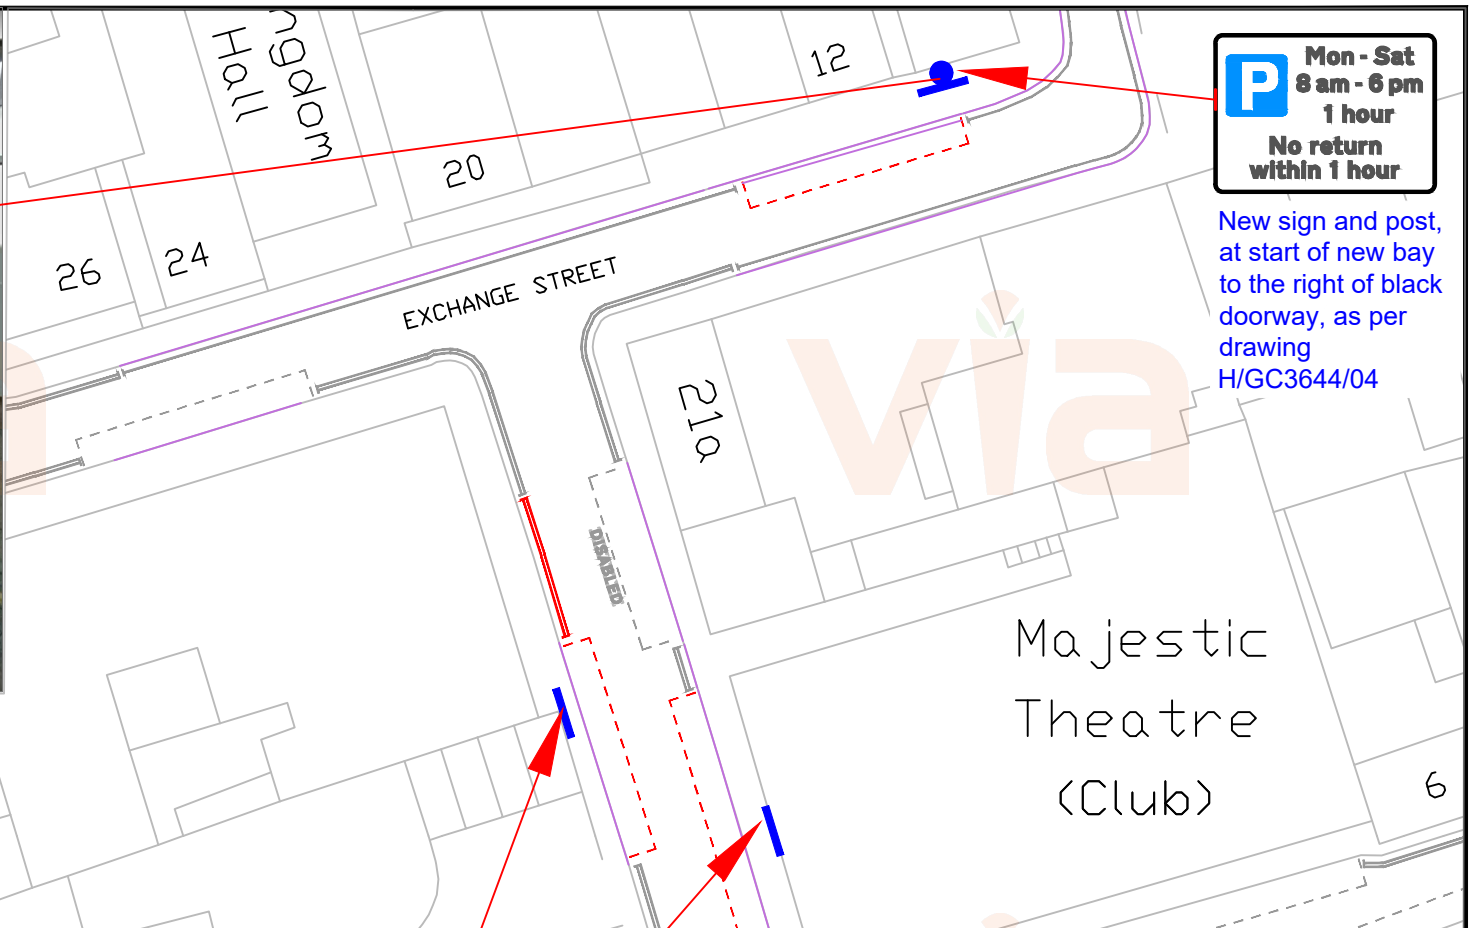 ngdom
Hall
12
20
24
26
EXCHANGE STREET
21a
DISABLED
Majestic
Theatre
(Club)
6
P
Mon - Sat
8 am - 6 pm
1 hour
No return
within 1 hour
New sign and post,
at start of new bay
to the right of black
doorway, as per
drawing
H/GC3644/04
via